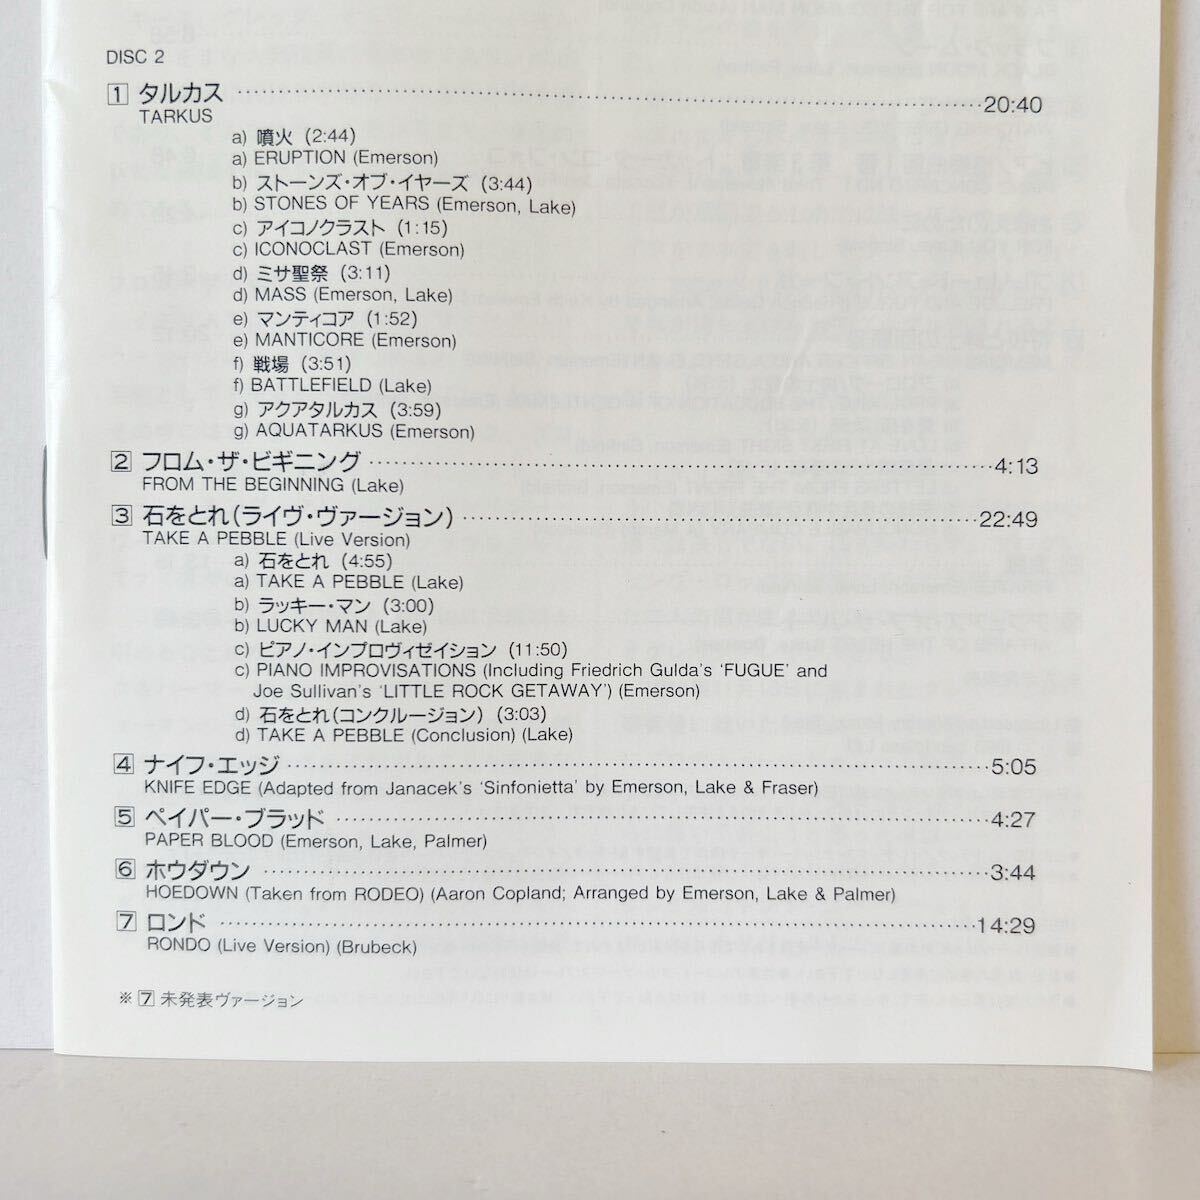 DISC 2
1 タルカス 20:40
TARKUS
a) 噴火 (2:44)
a) ERUPTION (Emerson)
b) ストーンズ・オブ・イヤーズ (3:44)
b) STONES OF YEARS (Emerson, Lake)
c) アイコノクラスト (1:15)
c) ICONOCLAST (Emerson)
d) ミサ聖祭 (3:11)
d) MASS (Emerson, Lake)
e) マンティコア (1:52)
e) MANTICORE (Emerson)
f) 戦場 (3:51)
f) BATTLEFIELD (Lake)
g) アクアタルカス (3:59)
g) AQUATARKUS (Emerson)
2 フロム・ザ・ビギニング 4:13
FROM THE BEGINNING (Lake)
3 石をとれ(ライヴ・ヴァージョン) 22:49
TAKE A PEBBLE (Live Version)
a) 石をとれ (4:55)
a) TAKE A PEBBLE (Lake)
b) ラッキー・マン (3:00)
b) LUCKY MAN (Lake)
c) ピアノ・インプロヴィゼイション (11:50)
c) PIANO IMPROVISATIONS (Including Friedrich Gulda's 'FUGUE' and
Joe Sullivan's 'LITTLE ROCK GETAWAY') (Emerson)
d) 石をとれ(コンクルージョン) (3:03)
d) TAKE A PEBBLE (Conclusion) (Lake)
4 ナイフ・エッジ 5:05
KNIFE EDGE (Adapted from Janacek's 'Sinfonietta' by Emerson, Lake & Fraser)
5 ペイパー・ブラッド 4:27
PAPER BLOOD (Emerson, Lake, Palmer)
6 ホウダウン 3:44
HOEDOWN (Taken from RODEO) (Aaron Copland; Arranged by Emerson, Lake & Palmer)
7 ロンド 14:29
RONDO (Live Version) (Brubeck)
※ 7 未発表ヴァージョン